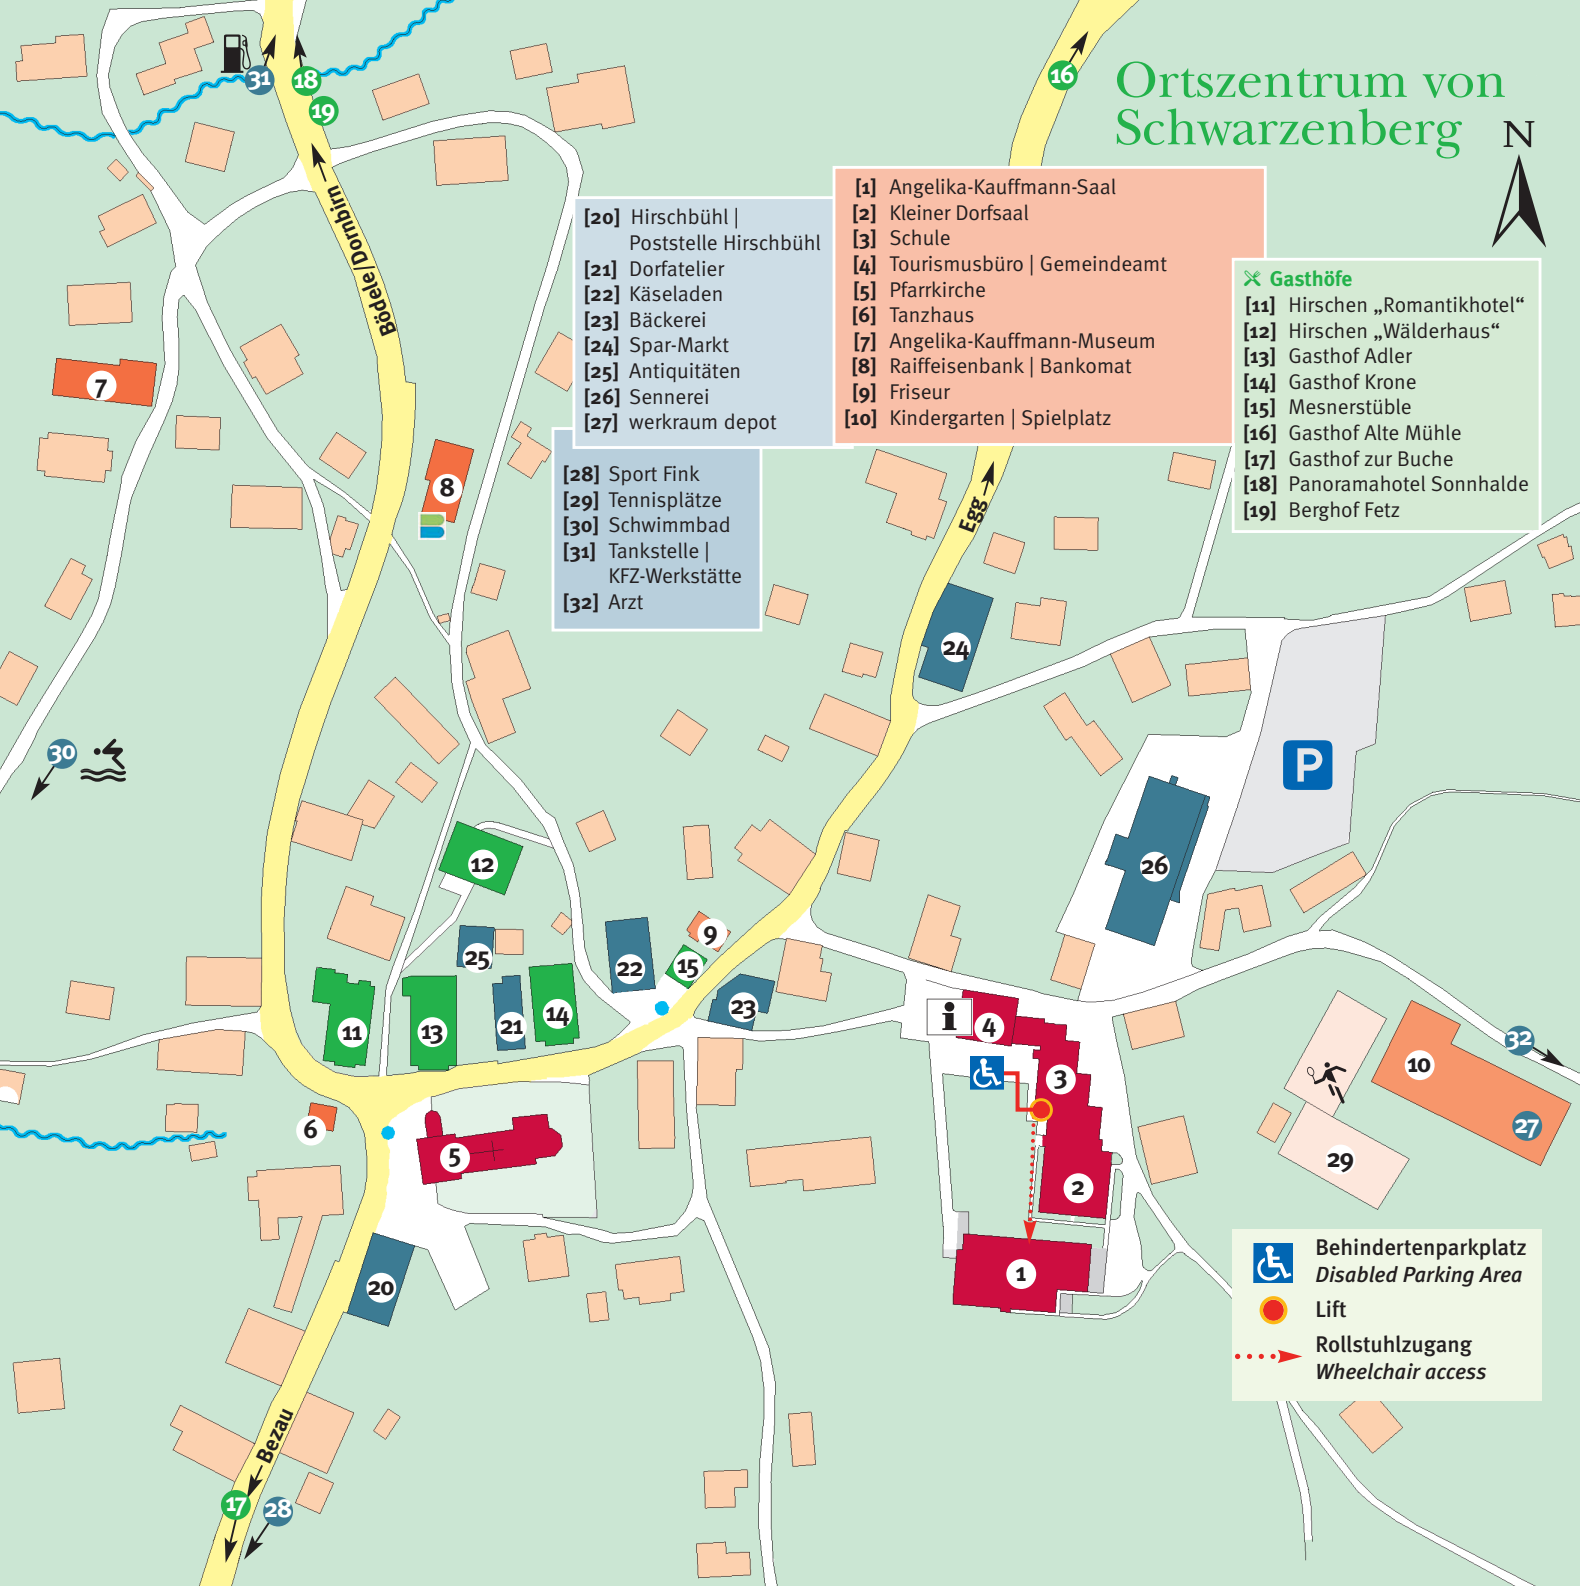 Ortszentrum von
Schwarzenberg
N
[1] Angelika-Kauffmann-Saal
[2] Kleiner Dorfsaal
[3] Schule
[4] Tourismusbüro | Gemeindeamt
[5] Pfarrkirche
[6] Tanzhaus
[7] Angelika-Kauffmann-Museum
[8] Raiffeisenbank | Bankomat
[9] Friseur
[10] Kindergarten | Spielplatz
Gasthöfe
[11] Hirschen „Romantikhotel“
[12] Hirschen „Wälderhaus“
[13] Gasthof Adler
[14] Gasthof Krone
[15] Mesnerstüble
[16] Gasthof Alte Mühle
[17] Gasthof zur Buche
[18] Panoramahotel Sonnhalde
[19] Berghof Fetz
[20] Hirschbühl |
Poststelle Hirschbühl
[21] Dorfatelier
[22] Käseladen
[23] Bäckerei
[24] Spar-Markt
[25] Antiquitäten
[26] Sennerei
[27] werkraum depot
[28] Sport Fink
[29] Tennisplätze
[30] Schwimmbad
[31] Tankstelle |
KFZ-Werkstätte
[32] Arzt
31
18
19
16
Bödele/Dornbirn
7
8
Egg
24
30
P
12
26
9
25
22
15
23
11
13
21
14
i
4
32
10
3
27
6
5
29
2
20
1
Bezau
17
28
Behindertenparkplatz
Disabled Parking Area
Lift
Rollstuhlzugang
Wheelchair access